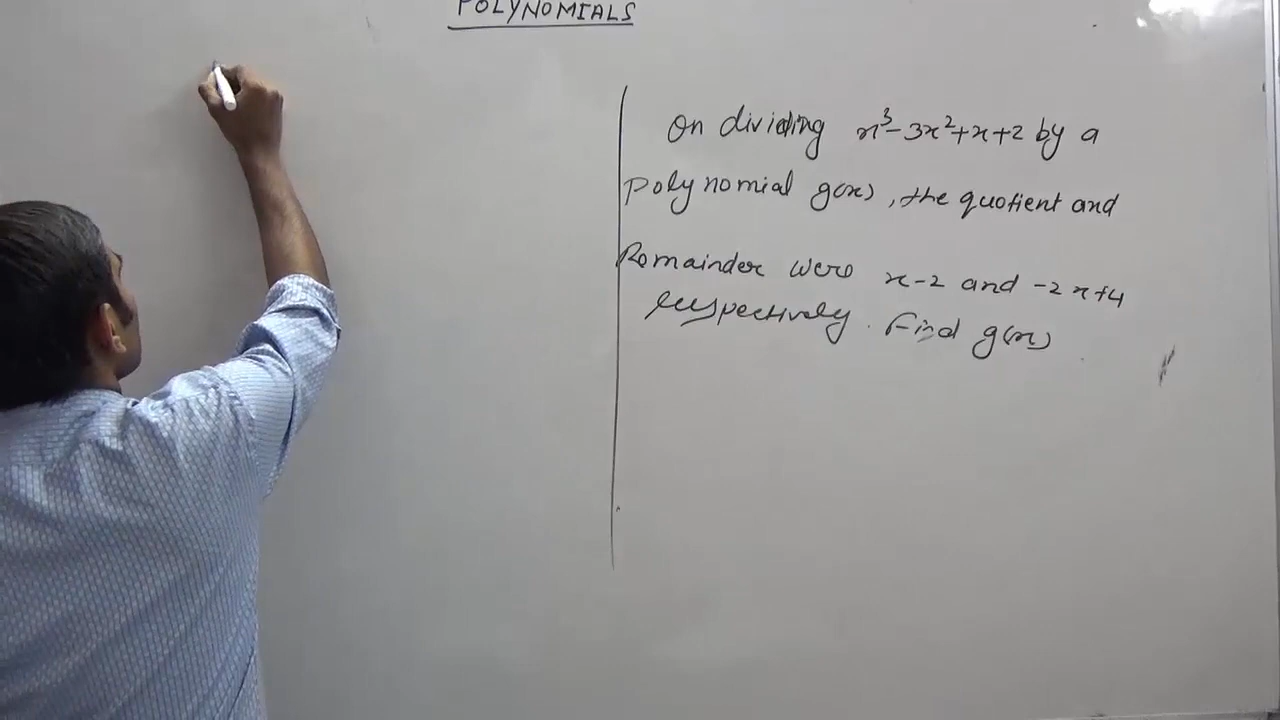 POLYNOMIALS
On dividing x³-3x²+x+2 by a
polynomial g(x), the quotient and
Remainder were x-2 and -2x+4
respectively. Find g(x)